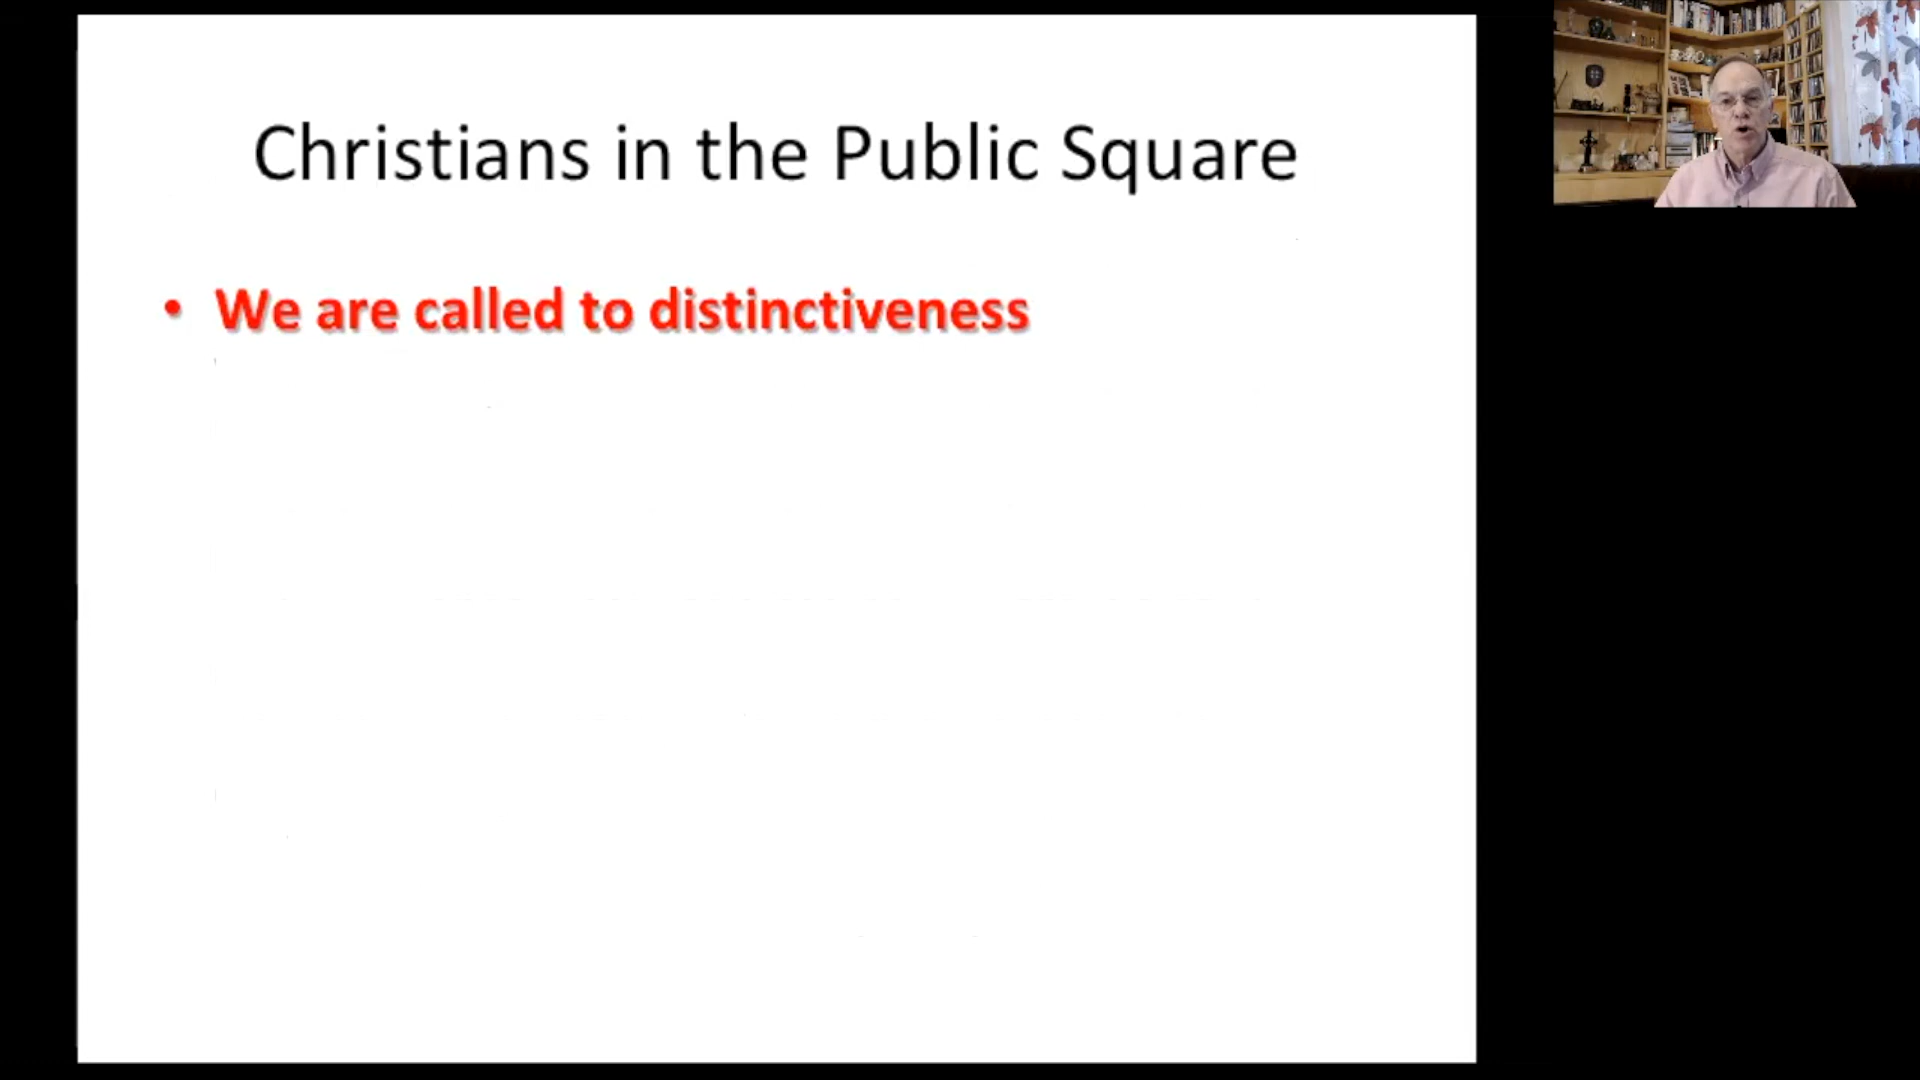 Christians in the Public Square
• We are called to distinctiveness